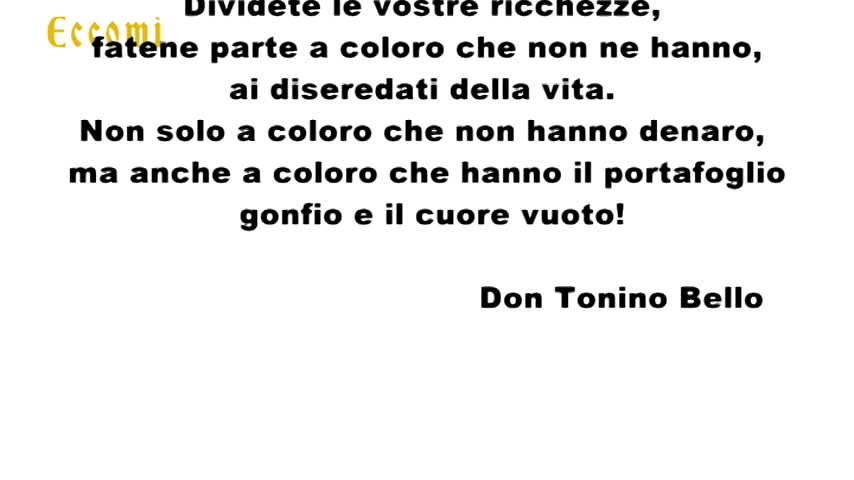 Dividete le vostre ricchezze,
Eccomi
fatene parte a coloro che non ne hanno,
ai diseredati della vita.
Non solo a coloro che non hanno denaro,
ma anche a coloro che hanno il portafoglio
gonfio e il cuore vuoto!
Don Tonino Bello